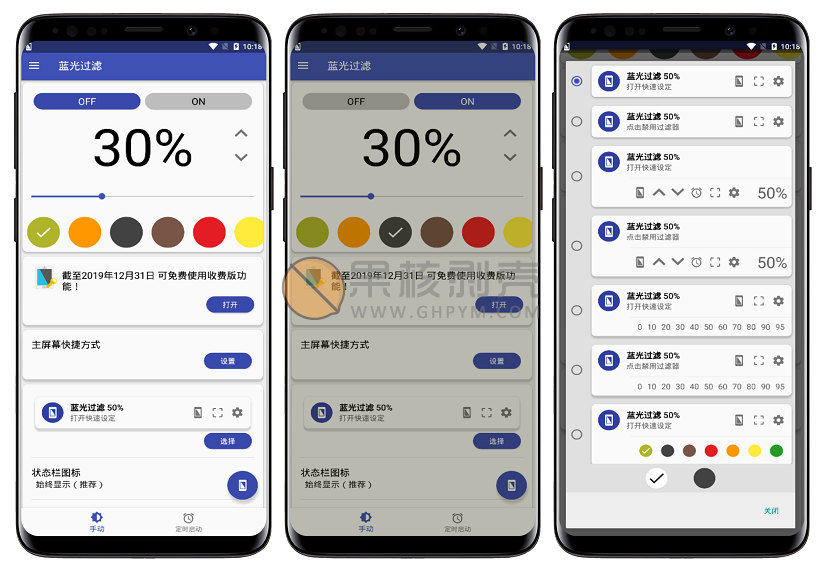 10:18
蓝光过滤
OFF ON
30%
截至2019年12月31日 可免费使用收费版功
能！
打开
主屏幕快捷方式
设置
蓝光过滤 50%
打开快速设定
选择
状态栏图标
始终显示（推荐）
手动 定时启动
10:18
蓝光过滤
OFF ON
30%
截至2019年12月31日 可免费使用收费版功
能！
打开
主屏幕快捷方式
设置
蓝光过滤 50%
打开快速设定
选择
状态栏图标
始终显示（推荐）
手动 定时启动
果核剥壳
WWW.GHPYM.COM
10:18
蓝光过滤 50%
打开快速设定
蓝光过滤 50%
点击禁用过滤器
蓝光过滤 50%
打开快速设定
50%
蓝光过滤 50%
点击禁用过滤器
50%
蓝光过滤 50%
打开快速设定
0 10 20 30 40 50 60 70 80 90 95
蓝光过滤 50%
点击禁用过滤器
0 10 20 30 40 50 60 70 80 90 95
蓝光过滤 50%
打开快速设定
关闭